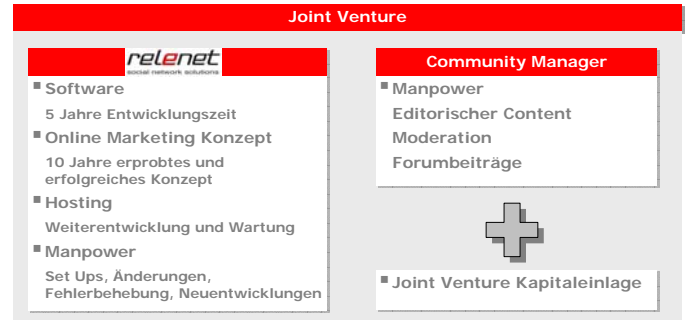 Joint Venture
relenet
social network solutions
Software
5 Jahre Entwicklungszeit
Online Marketing Konzept
10 Jahre erprobtes und
erfolgreiches Konzept
Hosting
Weiterentwicklung und Wartung
Manpower
Set Ups, Änderungen,
Fehlerbehebung, Neuentwicklungen
Community Manager
Manpower
Editorischer Content
Moderation
Forumbeiträge
Joint Venture Kapitaleinlage